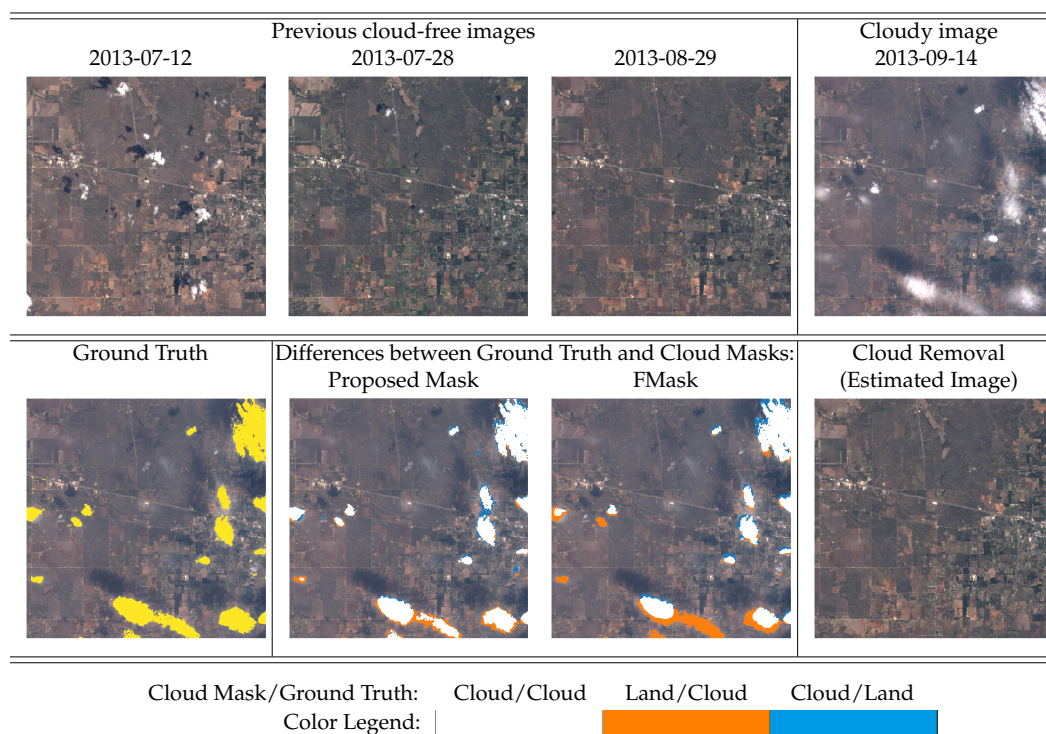 Previous cloud-free images
Cloudy image
2013-07-12
2013-07-28
2013-08-29
2013-09-14
Ground Truth
Differences between Ground Truth and Cloud Masks:
Cloud Removal
Proposed Mask
FMask
(Estimated Image)
Cloud Mask/Ground Truth:
Cloud/Cloud
Land/Cloud
Cloud/Land
Color Legend: